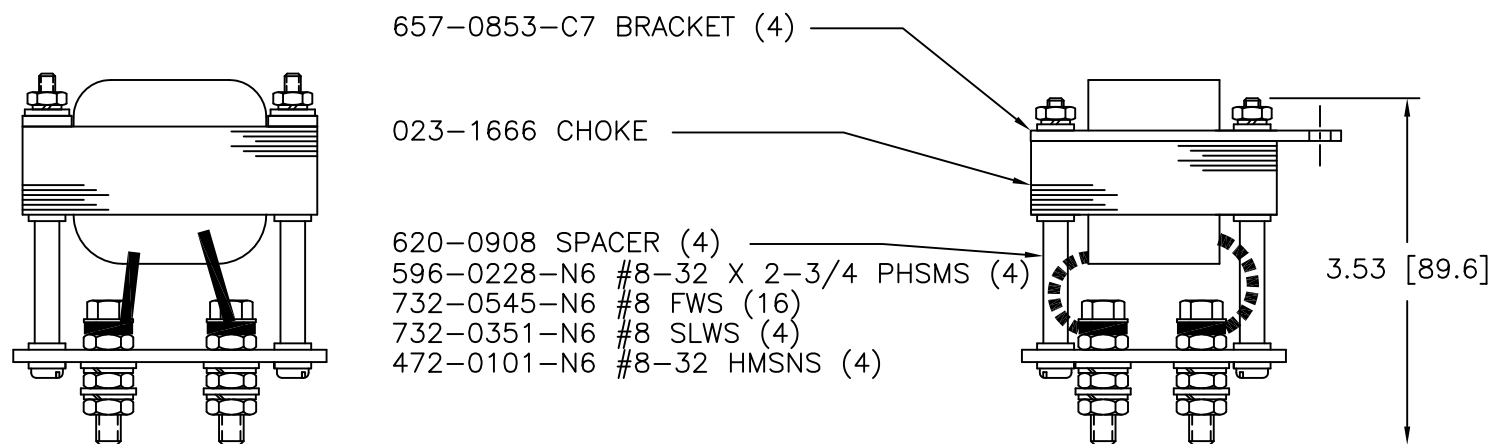 657-0853-C7 BRACKET (4)
023-1666 CHOKE
620-0908 SPACER (4)
596-0228-N6 #8-32 X 2-3/4 PHSMS (4)
732-0545-N6 #8 FWS (16)
732-0351-N6 #8 SLWS (4)
472-0101-N6 #8-32 HMSNS (4)
3.53 [89.6]